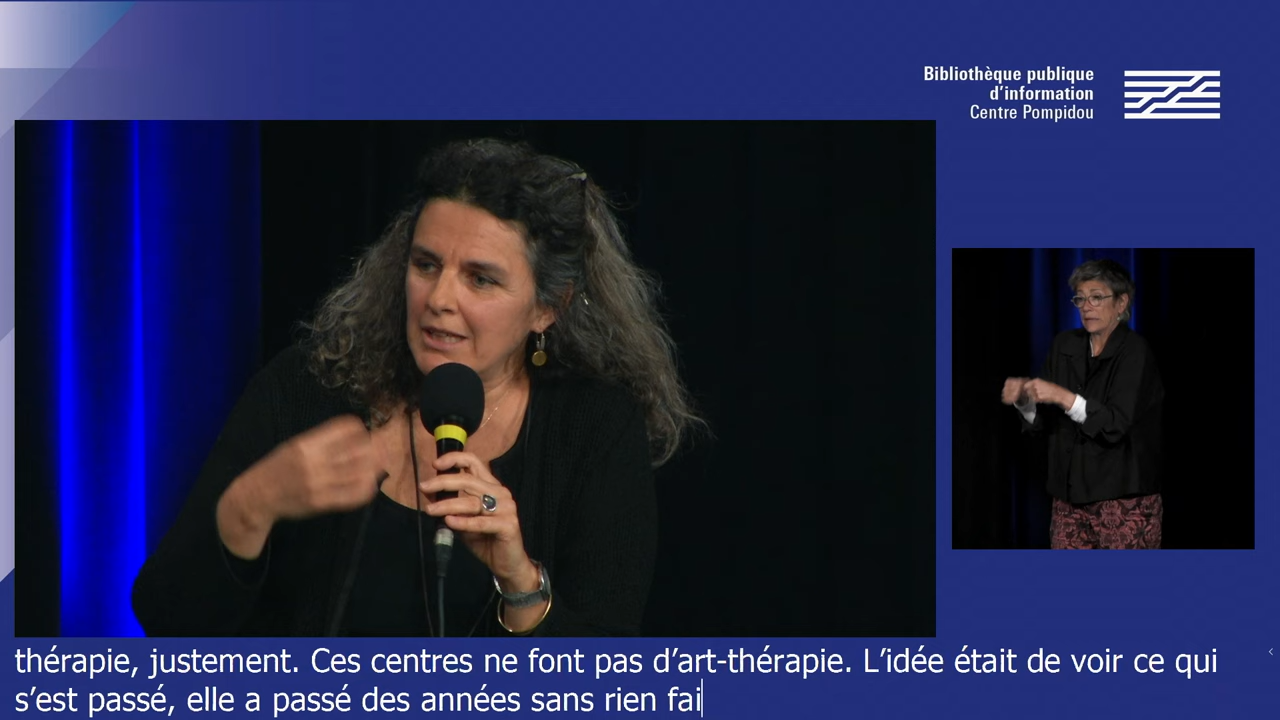 Bibliothèque publique
d’information
Centre Pompidou
thérapie, justement. Ces centres ne font pas d’art-thérapie. L’idée était de voir ce qui
s’est passé, elle a passé des années sans rien fai